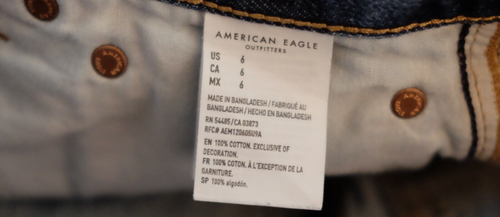 AMERICAN EAGLE
OUTFITTERS
US 6
CA 6
MX 6
MADE IN BANGLADESH / FABRIQUÉ AU
BANGLADESH / HECHO EN BANGLADESH
RN 54485/CA 03873
RFC# AEM120605U9A
EN 100% COTTON. EXCLUSIVE OF
DECORATION.
FR 100% COTON. À L'EXCEPTION DE LA
GARNITURE.
SP 100% algodón.